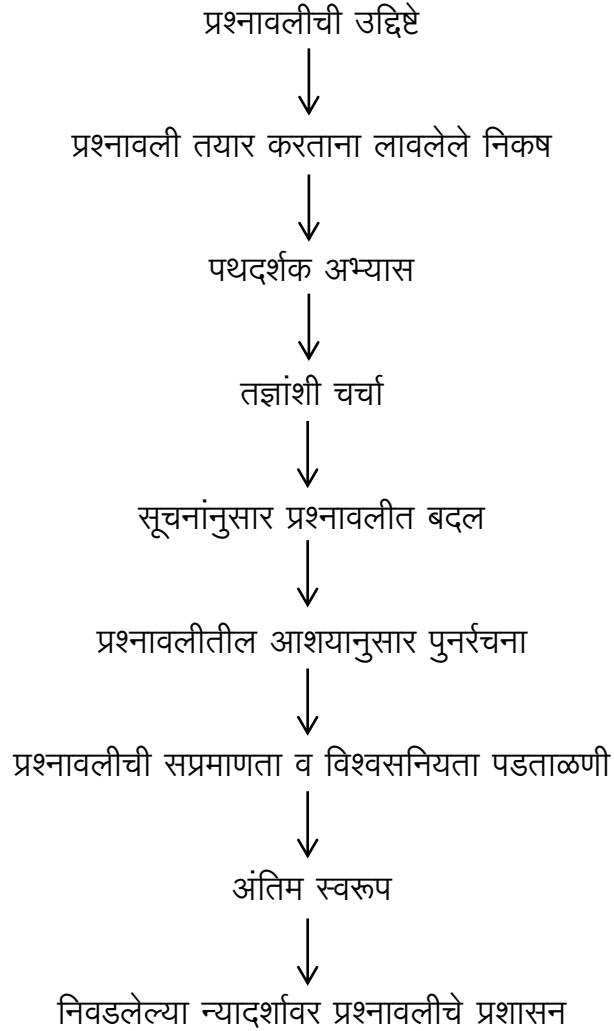 प्रश्नावलीची उद्दिष्टे
प्रश्नावली तयार करताना लावलेले निकष
पथदर्शक अभ्यास
तज्ञांशी चर्चा
सूचनांनुसार प्रश्नावलीत बदल
प्रश्नावलीतील आशयानुसार पुनर्रचना
प्रश्नावलीची सप्रमाणता व विश्वसनियता पडताळणी
अंतिम स्वरूप
निवडलेल्या न्यादर्शावर प्रश्नावलीचे प्रशासन